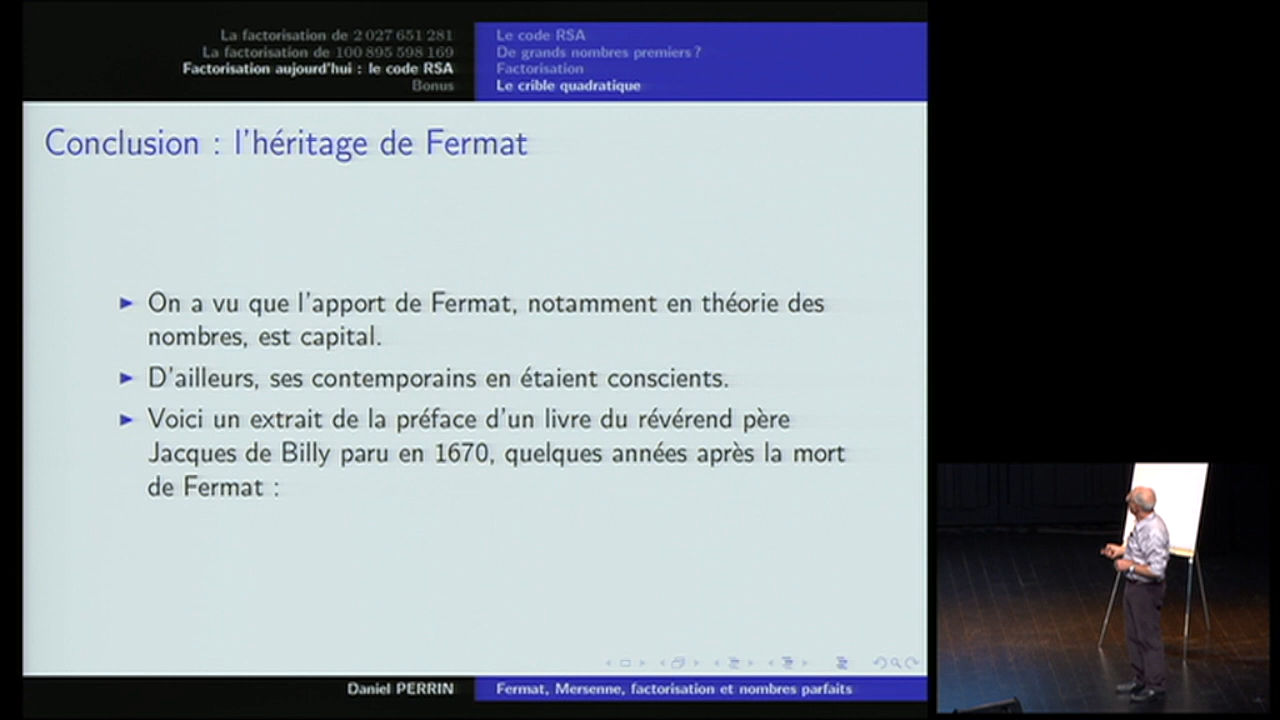 La factorisation de 2 027 651 281
La factorisation de 100 895 598 169
Factorisation aujourd'hui : le code RSA
Bonus
Le code RSA
De grands nombres premiers ?
Factorisation
Le crible quadratique
Conclusion : l'héritage de Fermat
On a vu que l'apport de Fermat, notamment en théorie des
nombres, est capital.
D'ailleurs, ses contemporains en étaient conscients.
Voici un extrait de la préface d'un livre du révérend père
Jacques de Billy paru en 1670, quelques années après la mort
de Fermat :
Daniel PERRIN
Fermat, Mersenne, factorisation et nombres parfaits